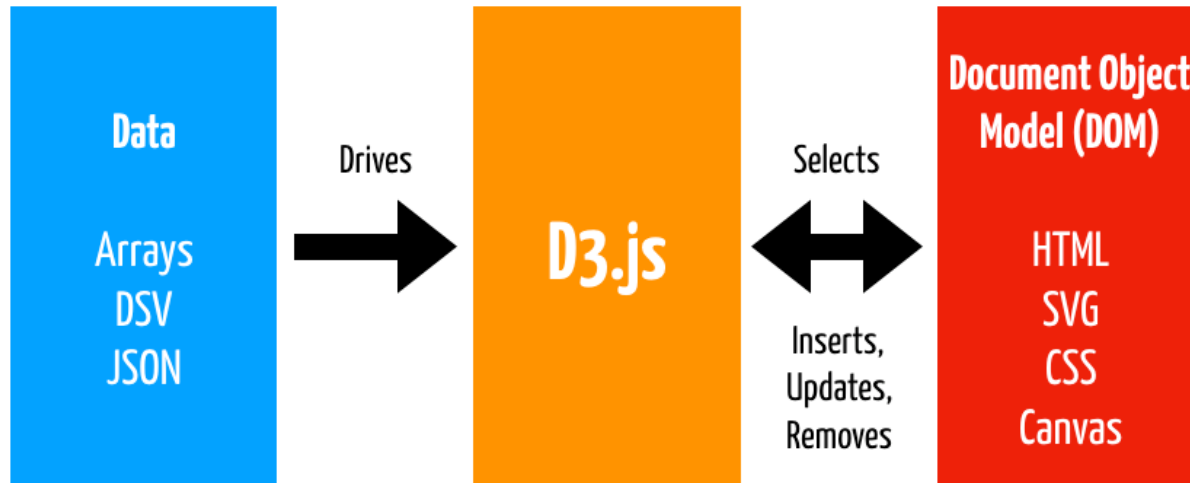 Data
Arrays
DSV
JSON
Drives
D3.js
Selects
Inserts,
Updates,
Removes
Document Object
Model (DOM)
HTML
SVG
CSS
Canvas